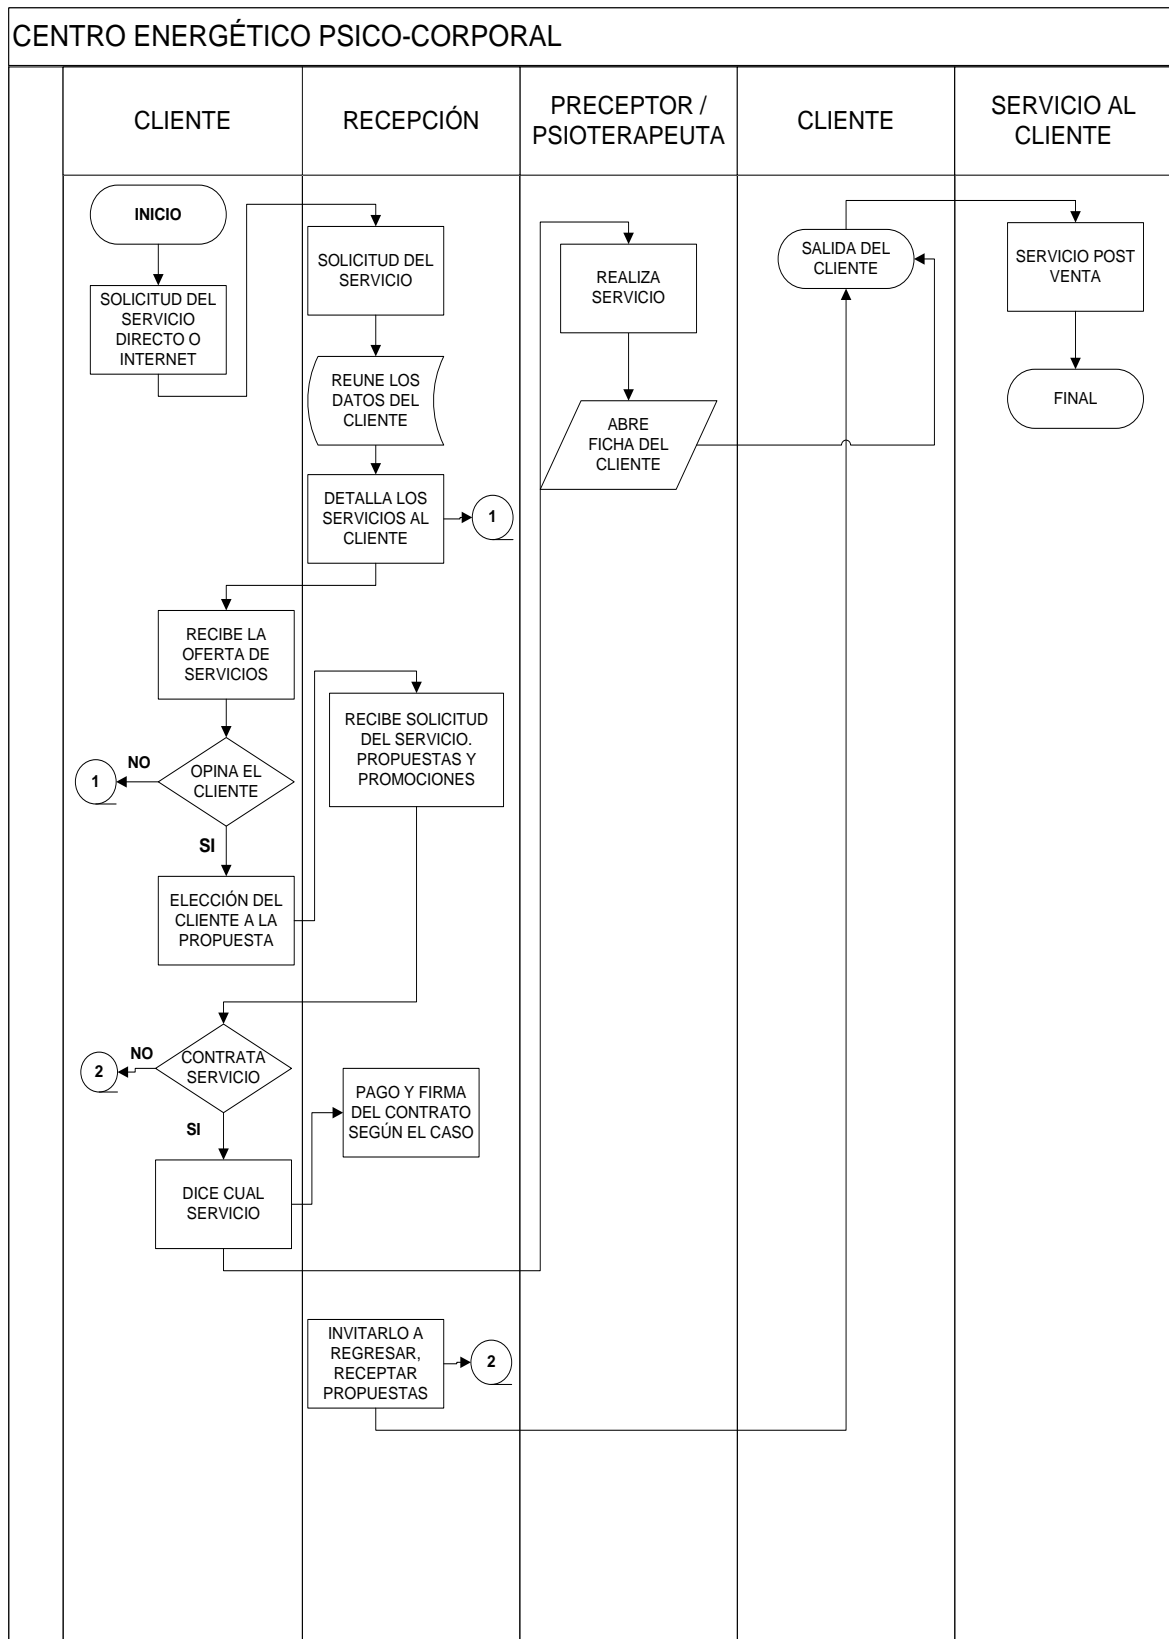 CENTRO ENERGÉTICO PSICO-CORPORAL
CLIENTE
RECEPCIÓN
PRECEPTOR /
PSIOTERAPEUTA
CLIENTE
SERVICIO AL
CLIENTE
INICIO
SOLICITUD DEL
SERVICIO
DIRECTO O
INTERNET
SOLICITUD DEL
SERVICIO
REUNE LOS
DATOS DEL
CLIENTE
DETALLA LOS
SERVICIOS AL
CLIENTE
1
RECIBE LA
OFERTA DE
SERVICIOS
OPINA EL
CLIENTE
NO
1
SI
ELECCIÓN DEL
CLIENTE A LA
PROPUESTA
RECIBE SOLICITUD
DEL SERVICIO.
PROPUESTAS Y
PROMOCIONES
CONTRATA
SERVICIO
NO
2
SI
DICE CUAL
SERVICIO
PAGO Y FIRMA
DEL CONTRATO
SEGÚN EL CASO
INVITARLO A
REGRESAR,
RECEPTAR
PROPUESTAS
2
REALIZA
SERVICIO
ABRE
FICHA DEL
CLIENTE
SALIDA DEL
CLIENTE
SERVICIO POST
VENTA
FINAL